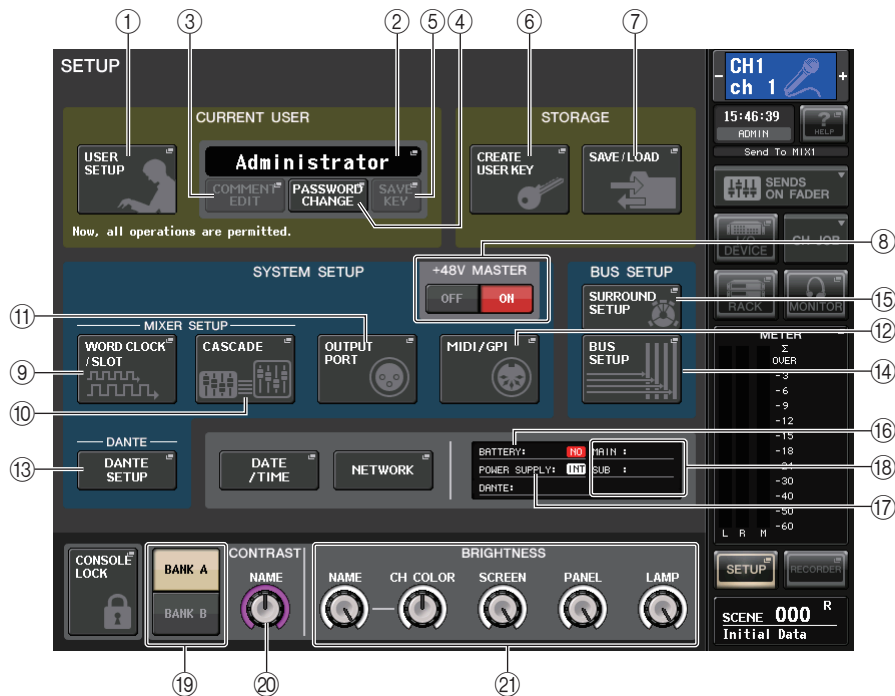 ① ③ ② ④ ⑤ ⑥ ⑦
SETUP
CURRENT USER
STORAGE
USER
SETUP
Administrator
COMMENT
EDIT
PASSWORD
CHANGE
SAVE
KEY
Now, all operations are permitted.
CREATE
USER KEY
SAVE/LOAD
⑧
SYSTEM SETUP
+48V MASTER
OFF
ON
BUS SETUP
SURROUND
SETUP
⑮
⑪
MIXER SETUP
WORD CLOCK
/SLOT
CASCADE
OUTPUT
PORT
MIDI/GPI
⑫
BUS
SETUP
⑨
⑩
⑭
DANTE
DANTE
SETUP
⑬
DATE
/TIME
NETWORK
BATTERY: NO
POWER SUPPLY: INT
DANTE:
MAIN :
SUB :
⑯
⑱
⑰
CONSOLE
LOCK
BANK A
BANK B
CONTRAST
NAME
BRIGHTNESS
NAME
CH COLOR
SCREEN
PANEL
LAMP
⑲ ⑳ ㉑
- CH1 +
ch 1
15:46:39
ADMIN
?
HELP
Send To MIX1
SENDS
ON FADER
I/O
DEVICE
CH JOB
RACK
MONITOR
METER
Σ
OVER
-3
-6
-9
-12
-15
-18
-24
-30
-40
-50
-60
L R M
SETUP
RECORDER
SCENE 000 R
Initial Data